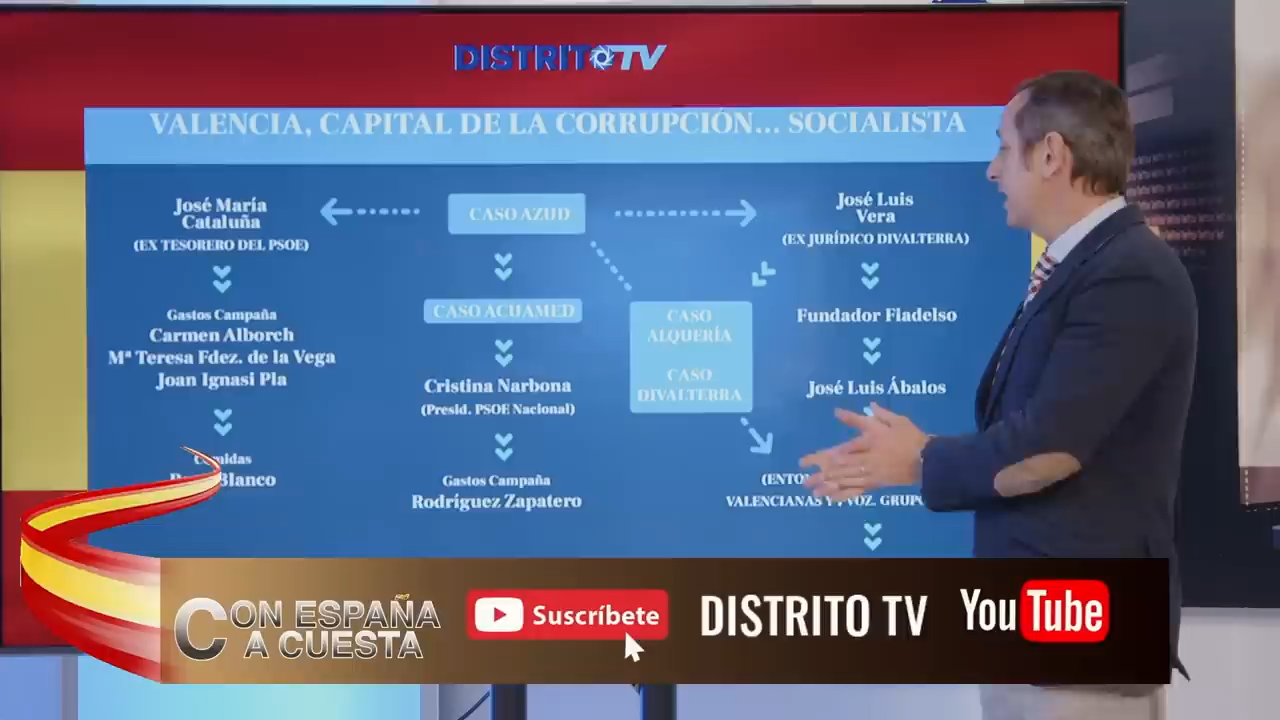 DISTRITO TV
VALENCIA, CAPITAL DE LA CORRUPCIÓN... SOCIALISTA
José María
Cataluña
(EX TESORERO DEL PSOE)
Gastos Campaña
Carmen Alborch
Mª Teresa Fdez. de la Vega
Joan Ignasi Pla
Blanco
CASO AZUD
CASO ACUAMED
Cristina Narbona
(Presid. PSOE Nacional)
Gastos Campaña
Rodríguez Zapatero
CASO
ALQUERÍA
CASO
DIVALTERRA
José Luis
Vera
(EX JURÍDICO DIVALTERRA)
Fundador Fiadelso
José Luis Ábalos
VALENCIANAS Y
CON ESPAÑA
A CUESTA
Suscríbete
DISTRITO TV
YouTube